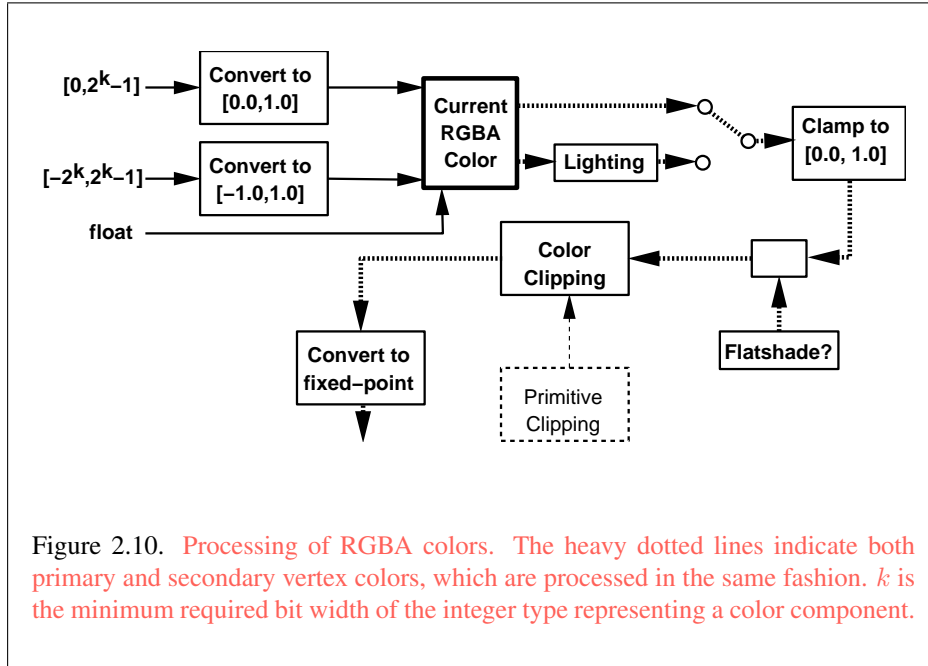 [0,2k–1]
Convert to
[0.0,1.0]
Current
RGBA
Color
Clamp to
[0.0, 1.0]
Lighting
[–2k,2k–1]
Convert to
[–1.0,1.0]
float
Color
Clipping
Convert to
fixed–point
Flatshade?
Primitive
Clipping
Figure 2.10. Processing of RGBA colors. The heavy dotted lines indicate both
primary and secondary vertex colors, which are processed in the same fashion. k is
the minimum required bit width of the integer type representing a color component.